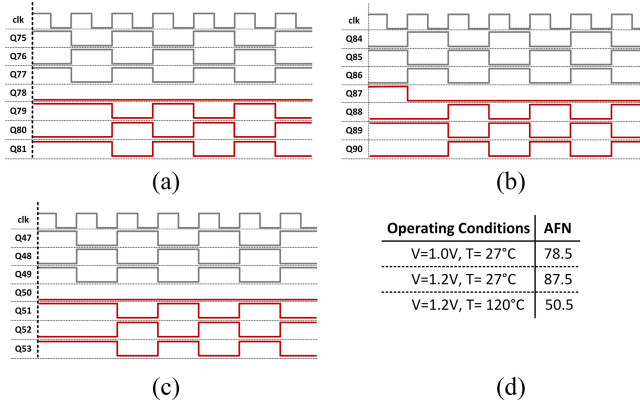 clk
Q75
Q76
Q77
Q78
Q79
Q80
Q81
(a)
clk
Q84
Q85
Q86
Q87
Q88
Q89
Q90
(b)
clk
Q47
Q48
Q49
Q50
Q51
Q52
Q53
(c)
Operating Conditions AFN
V=1.0V, T= 27°C 78.5
V=1.2V, T= 27°C 87.5
V=1.2V, T= 120°C 50.5
(d)